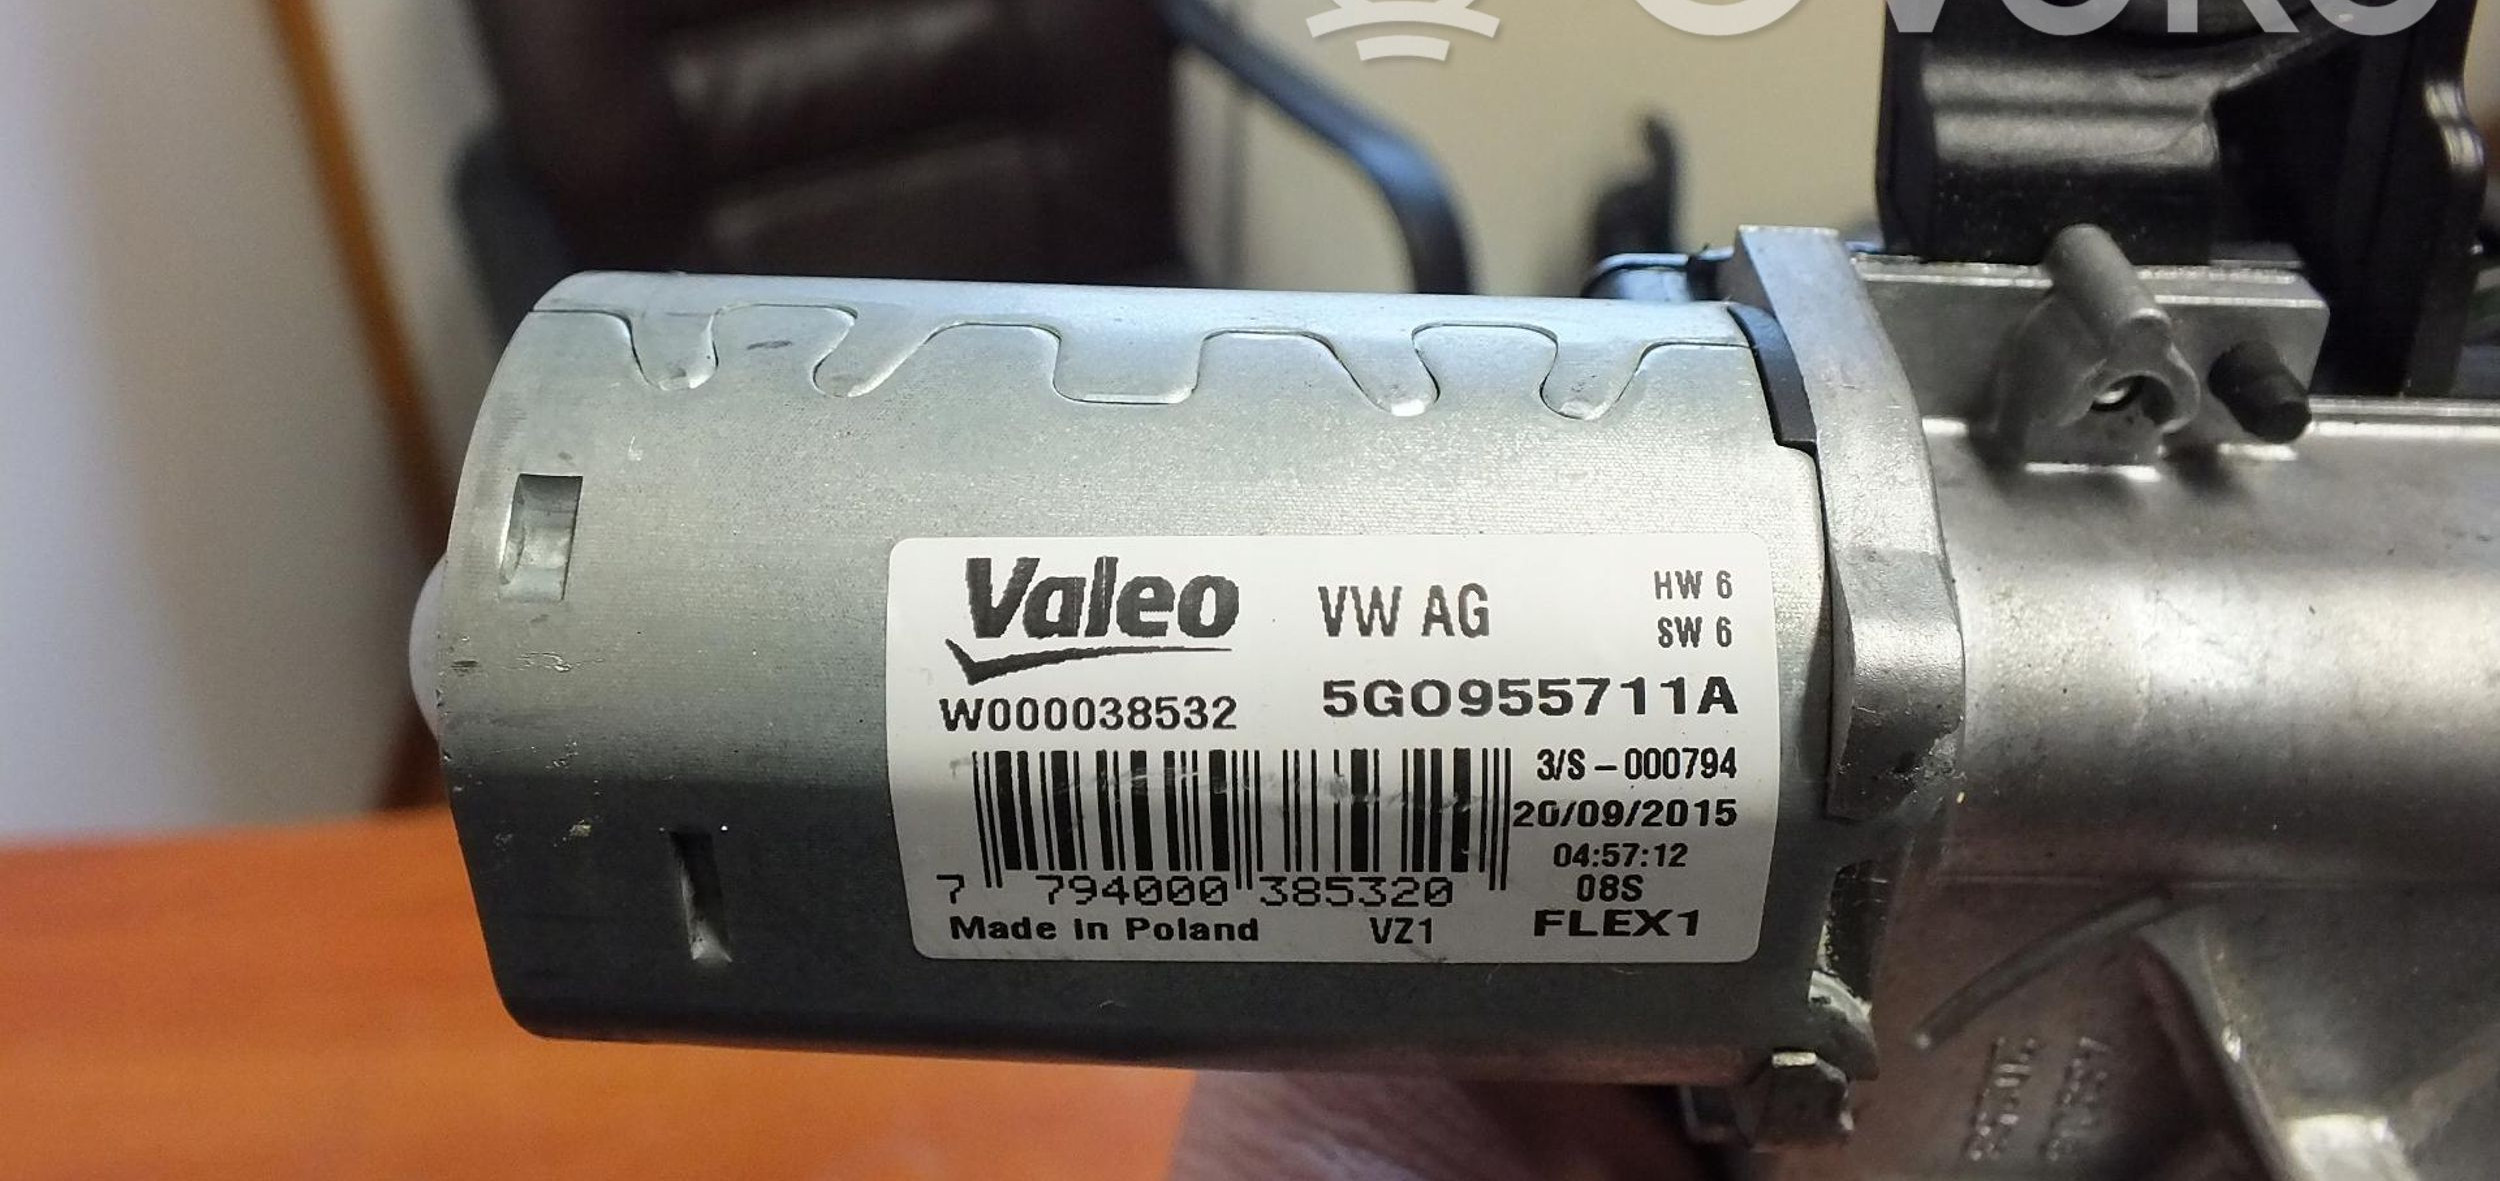 Valeo
VW AG
HW 6
SW 6
W000038532
5G0955711A
3/S - 000794
20/09/2015
04:57:12
08S
7 794000 385320
Made in Poland
VZ1
FLEX1